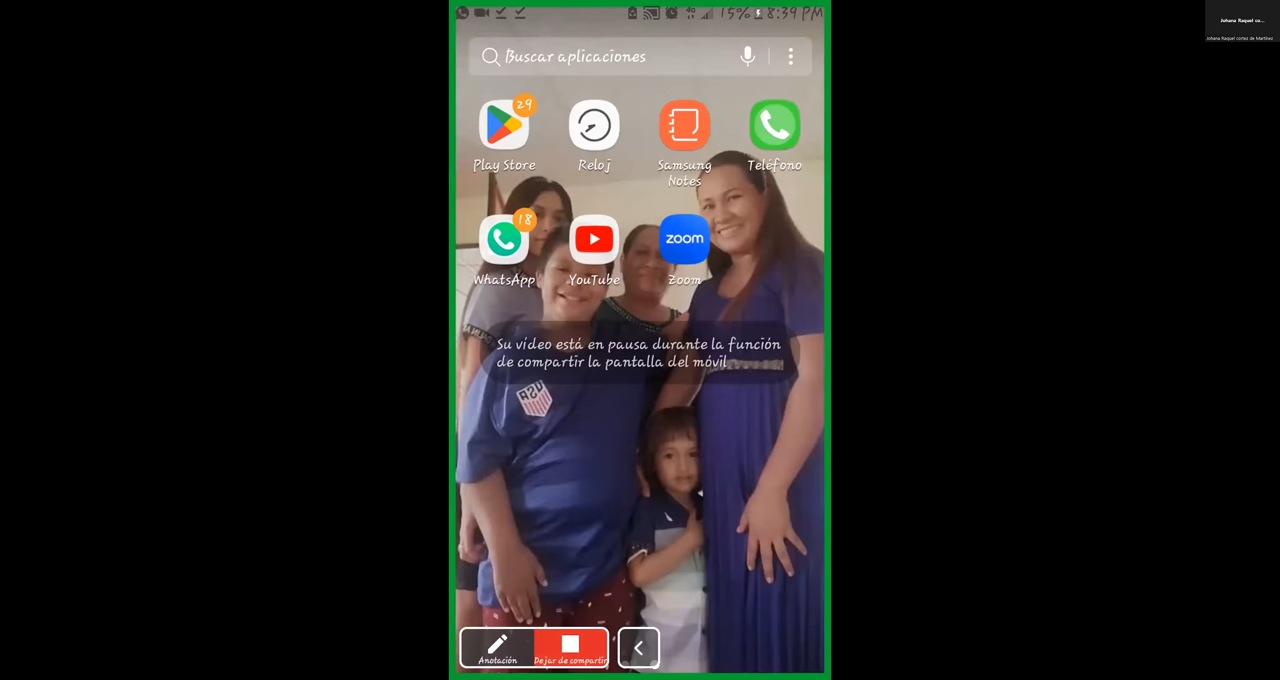 15% 8:39 PM
Johana Raquel co...
Johana Raquel cortez de Martinez
Buscar aplicaciones
29
Play Store
Reloj
Samsung
Notes
Teléfono
18
zoom
WhatsApp
YouTube
Zoom
Su vídeo está en pausa durante la función
de compartir la pantalla del móvil
USA
Anotación
Dejar de compartir